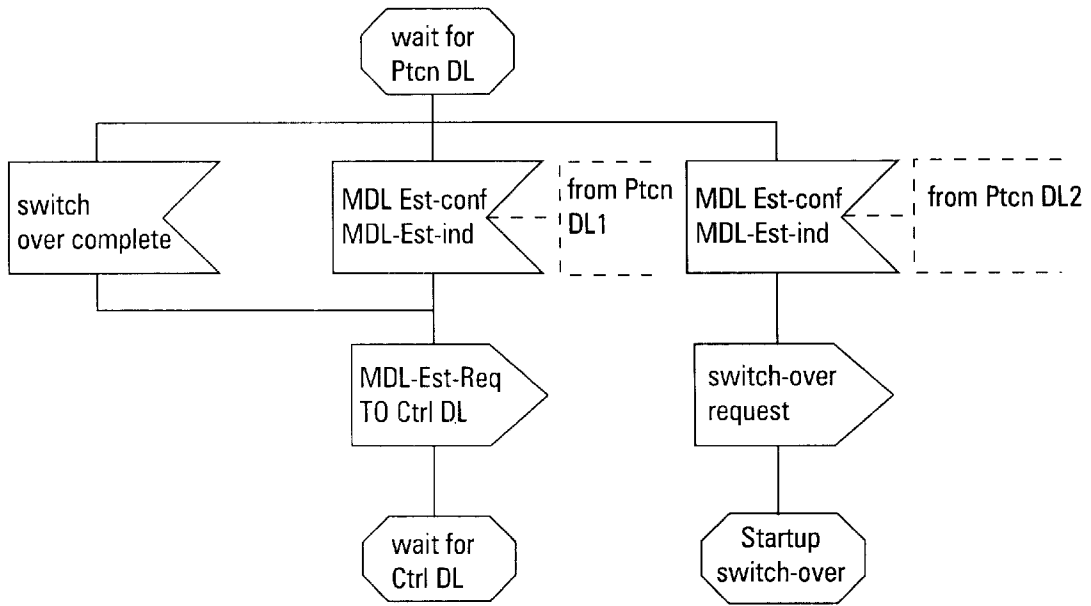 wait for
Ptcn DL
switch
over complete
MDL Est-conf
MDL-Est-ind
from Ptcn
DL1
MDL Est-conf
MDL-Est-ind
from Ptcn DL2
MDL-Est-Req
TO Ctrl DL
switch-over
request
wait for
Ctrl DL
Startup
switch-over